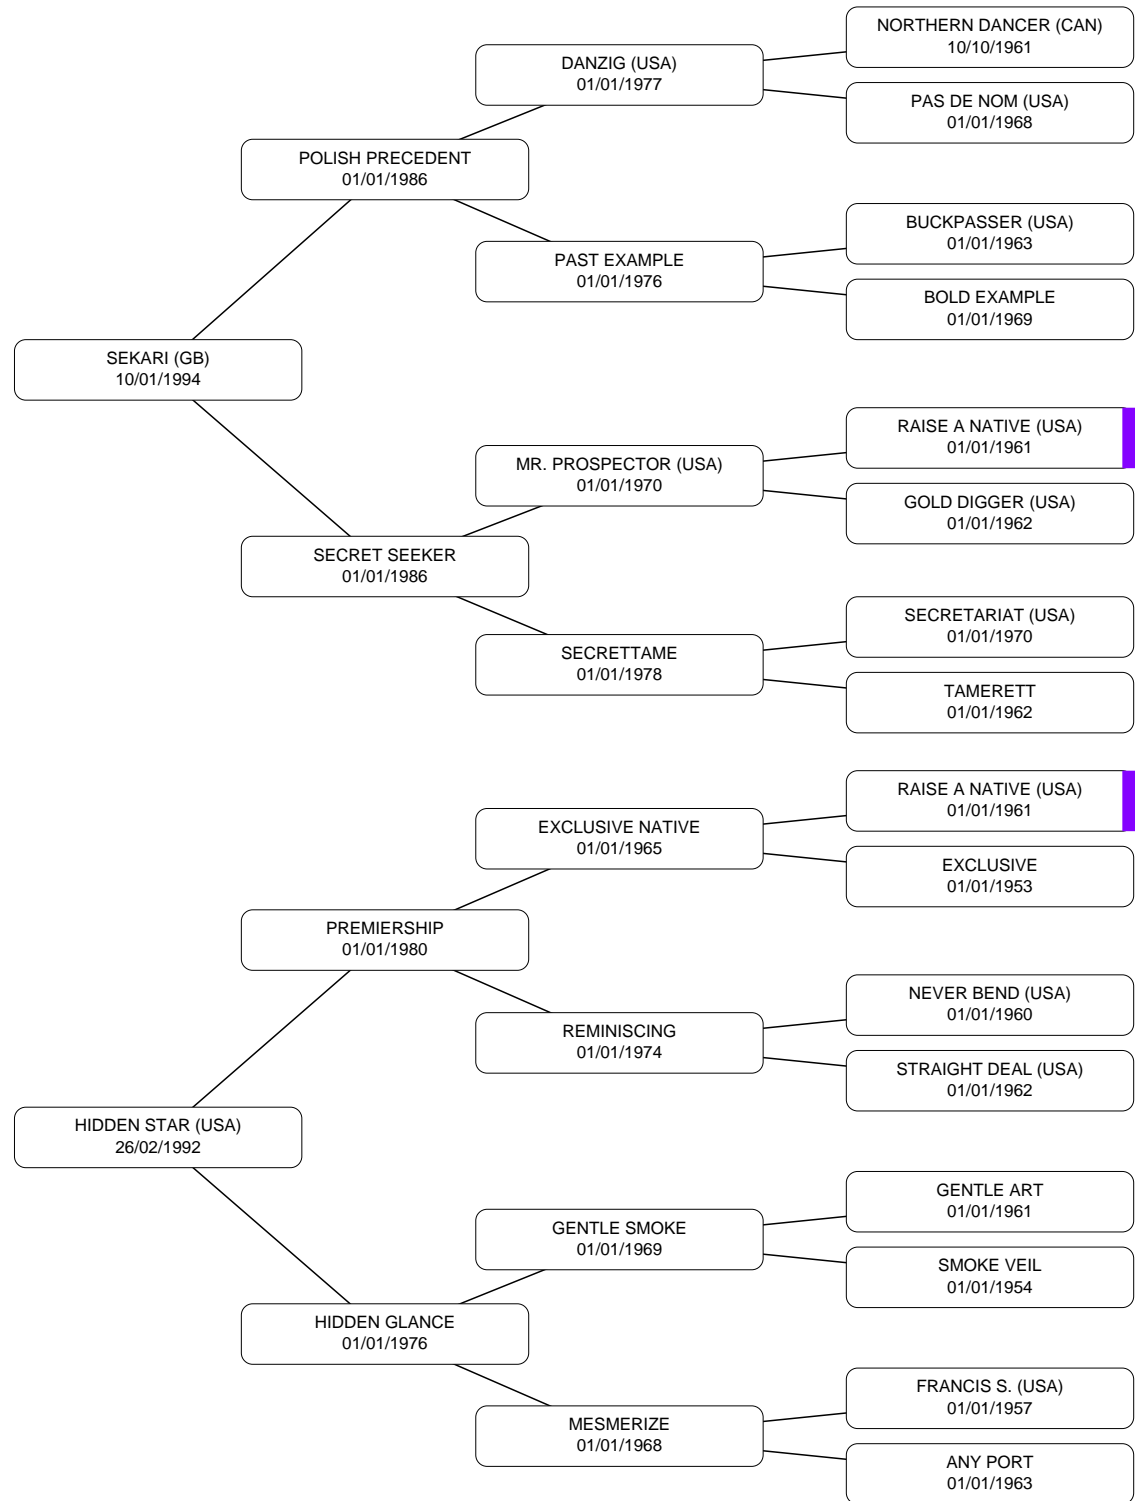 NORTHERN DANCER (CAN)
10/10/1961
DANZIG (USA)
01/01/1977
PAS DE NOM (USA)
01/01/1968
POLISH PRECEDENT
01/01/1986
BUCKPASSER (USA)
01/01/1963
PAST EXAMPLE
01/01/1976
BOLD EXAMPLE
01/01/1969
SEKARI (GB)
10/01/1994
RAISE A NATIVE (USA)
01/01/1961
MR. PROSPECTOR (USA)
01/01/1970
GOLD DIGGER (USA)
01/01/1962
SECRET SEEKER
01/01/1986
SECRETARIAT (USA)
01/01/1970
SECRETTAME
01/01/1978
TAMERETT
01/01/1962
RAISE A NATIVE (USA)
01/01/1961
EXCLUSIVE NATIVE
01/01/1965
EXCLUSIVE
01/01/1953
PREMIERSHIP
01/01/1980
NEVER BEND (USA)
01/01/1960
REMINISCING
01/01/1974
STRAIGHT DEAL (USA)
01/01/1962
HIDDEN STAR (USA)
26/02/1992
GENTLE ART
01/01/1961
GENTLE SMOKE
01/01/1969
SMOKE VEIL
01/01/1954
HIDDEN GLANCE
01/01/1976
FRANCIS S. (USA)
01/01/1957
MESMERIZE
01/01/1968
ANY PORT
01/01/1963